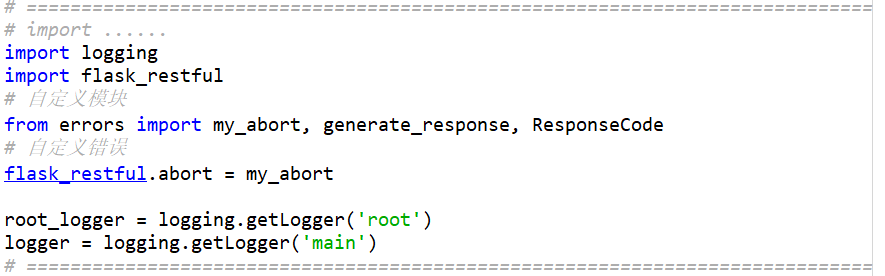 # ==============================================================================
# import ......
import logging
import flask_restful
# 自定义模块
from errors import my_abort, generate_response, ResponseCode
# 自定义错误
flask_restful.abort = my_abort
root_logger = logging.getLogger('root')
logger = logging.getLogger('main')
# ==============================================================================